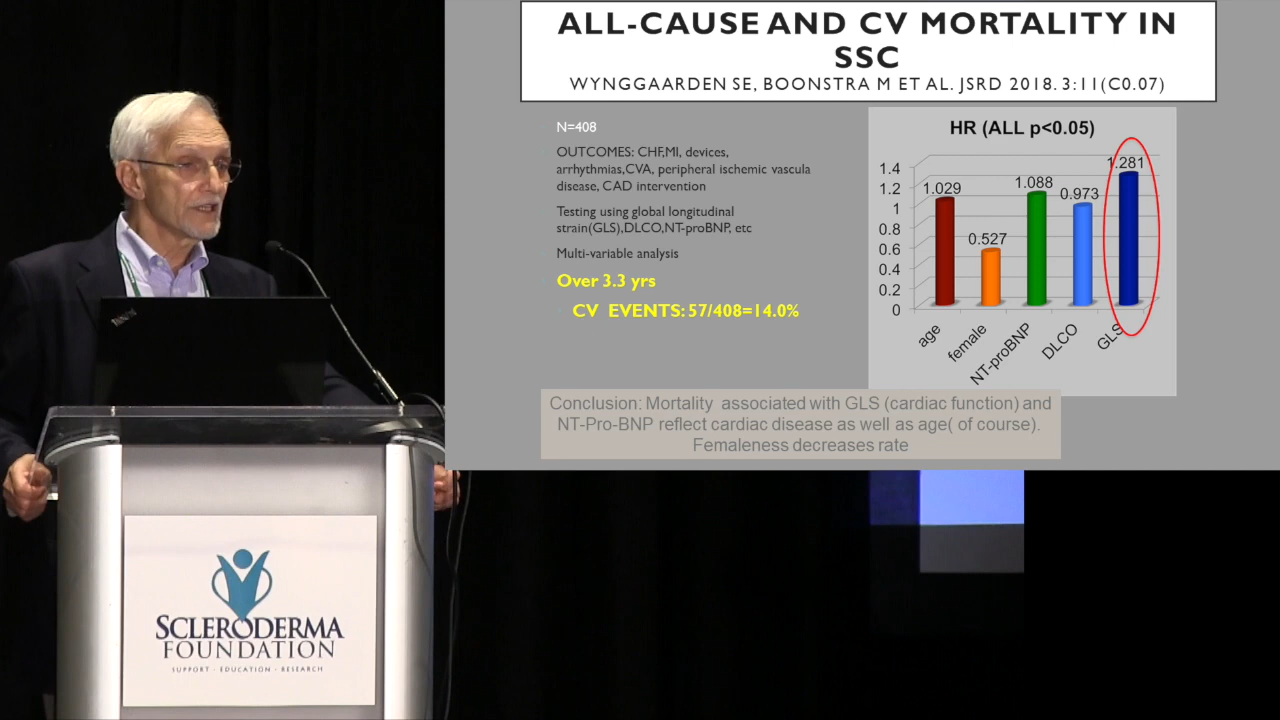 ALL-CAUSE AND CV MORTALITY IN
SSC
WYNGGAARDEN SE, BOONSTRA M ET AL. JSRD 2018. 3:11(C0.07)
N=408
OUTCOMES: CHF,MI, devices,
arrhythmias,CVA, peripheral ischemic vascula
disease, CAD intervention
Testing using global longitudinal
strain(GLS),DLCO,NT-proBNP, etc
Multi-variable analysis
Over 3.3 yrs
CV EVENTS: 57/408=14.0%
HR (ALL p<0.05)
1.4
1.2
1
0.8
0.6
0.4
0.2
0
1.029
0.527
1.088
0.973
1.281
age
female
NT-proBNP
DLCO
GLS
Conclusion: Mortality associated with GLS (cardiac function) and
NT-Pro-BNP reflect cardiac disease as well as age( of course).
Femaleness decreases rate
ThinkPad
SCLERODERMA
FOUNDATION
SUPPORT · EDUCATION · RESEARCH